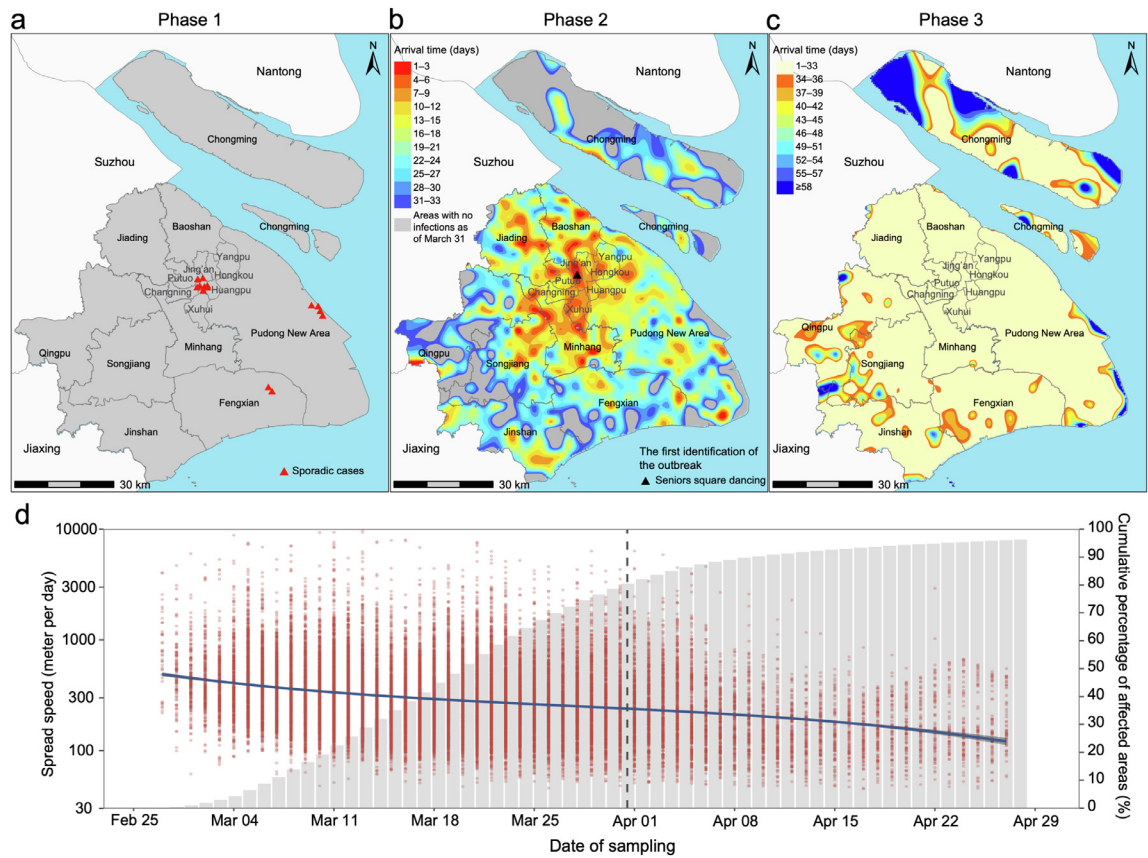 a
Phase 1
N
Nantong
Chongming
Suzhou
Baoshan
Jiading
Chongming
Yangpu
Jing'an
Putuo
Hongkou
Changning
Huangpu
Xuhui
Pudong New Area
Minhang
Qingpu
Songjiang
Fengxian
Jinshan
Jiaxing
Sporadic cases
30 km
b
Phase 2
Arrival time (days)
1–3
4–6
7–9
10–12
13–15
16–18
19–21
22–24
25–27
28–30
31–33
Areas with no
infections as
of March 31
N
Nantong
Chongming
Suzhou
Baoshan
Jiading
Chongming
Yangpu
Jing'an
Hongkou
Putuo
Changning
Huangpu
Xuhui
Pudong New Area
Minhang
Qingpu
Songjiang
Fengxian
Jinshan
Jiaxing
The first identification of
the outbreak
Seniors square dancing
30 km
c
Phase 3
Arrival time (days)
1–33
34–36
37–39
40–42
43–45
46–48
49–51
52–54
55–57
≥58
N
Nantong
Chongming
Suzhou
Baoshan
Jiading
Chongming
Yangpu
Jing'an
Hongkou
Putuo
Changning
Huangpu
Xuhui
Pudong New Area
Minhang
Qingpu
Songjiang
Fengxian
Jinshan
Jiaxing
30 km
d
Spread speed (meter per day)
10000
3000
1000
300
100
30
Feb 25
Mar 04
Mar 11
Mar 18
Mar 25
Apr 01
Apr 08
Apr 15
Apr 22
Apr 29
Date of sampling
100
90
80
70
60
50
40
30
20
10
0
Cumulative percentage of
affected areas (%)